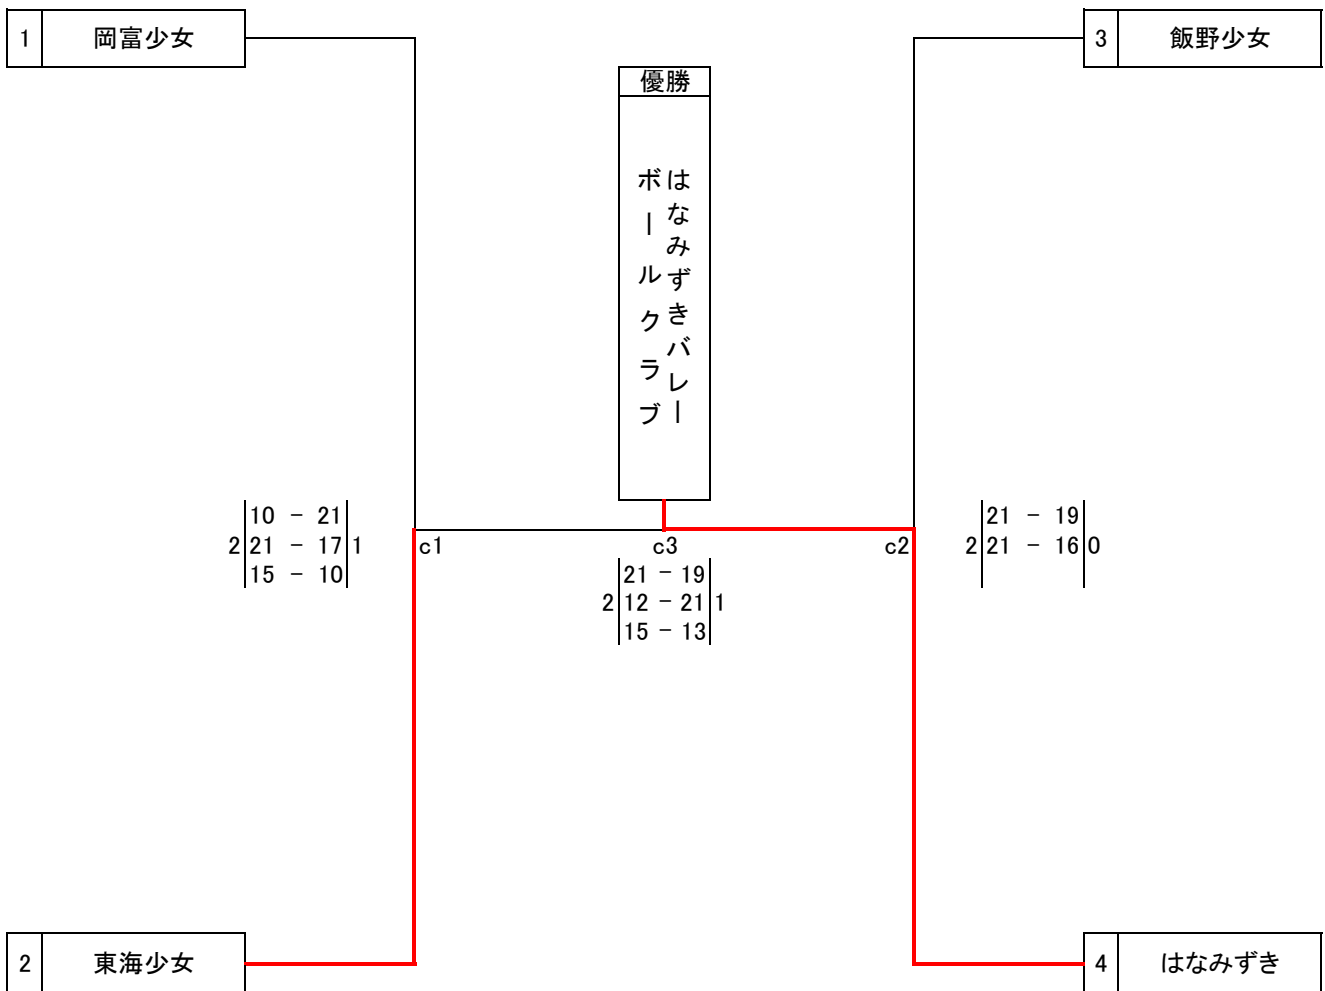 1 岡富少女
3 飯野少女
優勝
はなみずきバレー
ボールクラブ
10 － 21
2 21 － 17 1
15 － 10
c1
c3
21 － 19
2 12 － 21 1
15 － 13
c2
21 － 19
2 21 － 16 0
2 東海少女
4 はなみずき